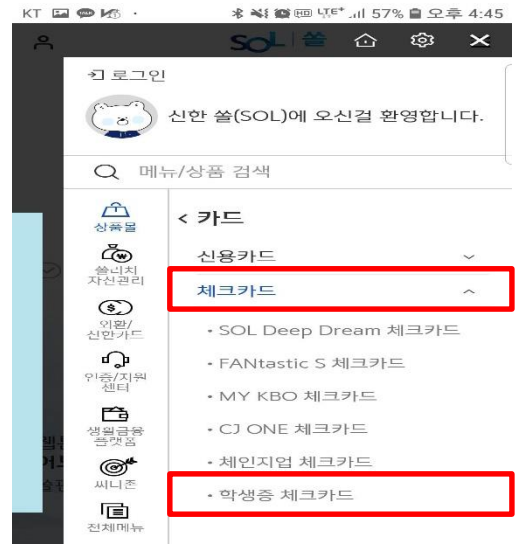 KT LTE+ 57% 오후 4:45
SOL 쏠
로그인
신한 쏠(SOL)에 오신걸 환영합니다.
메뉴/상품 검색
상품몰
쏠리치
자산관리
외환/
신한카드
인증/지원
센터
생활금융
플랫폼
씨니존
전체메뉴
< 카드
신용카드
체크카드
• SOL Deep Dream 체크카드
• FANtastic S 체크카드
• MY KBO 체크카드
• CJ ONE 체크카드
• 체인지업 체크카드
• 학생증 체크카드